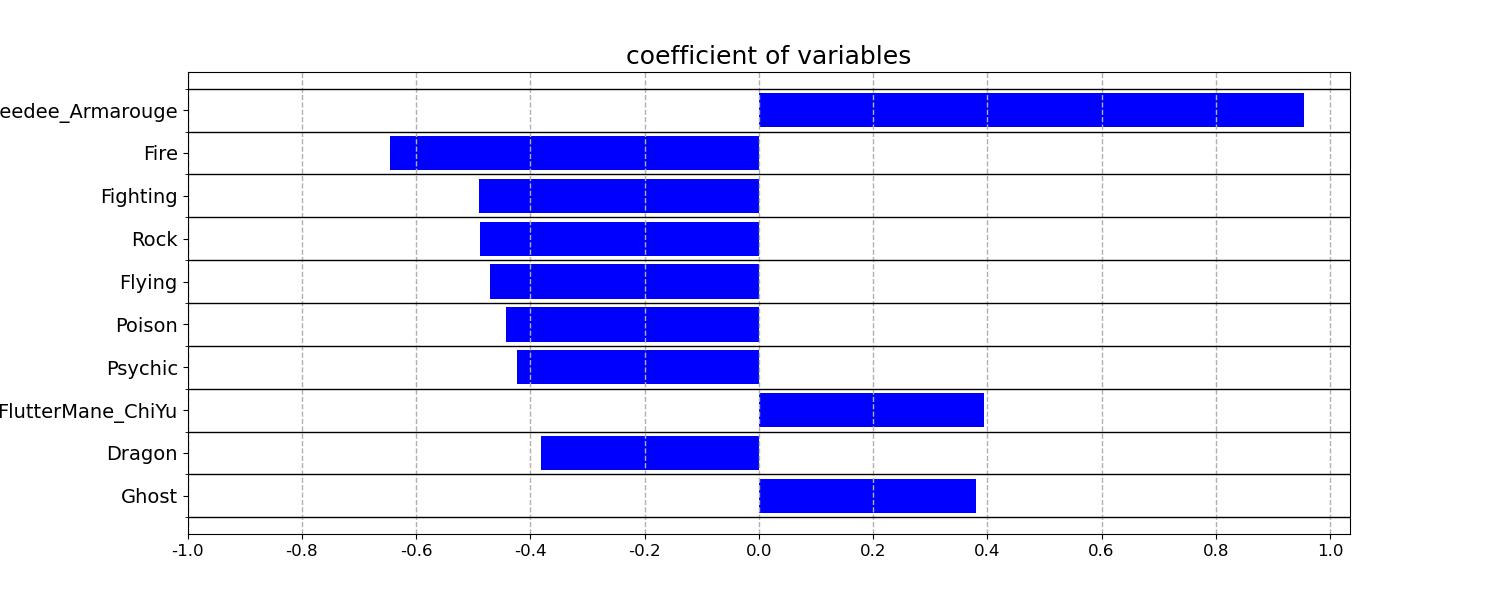 coefficient of variables
eedee_Armarouge
Fire
Fighting
Rock
Flying
Poison
Psychic
FlutterMane_ChiYu
Dragon
Ghost
-1.0 -0.8 -0.6 -0.4 -0.2 0.0 0.2 0.4 0.6 0.8 1.0